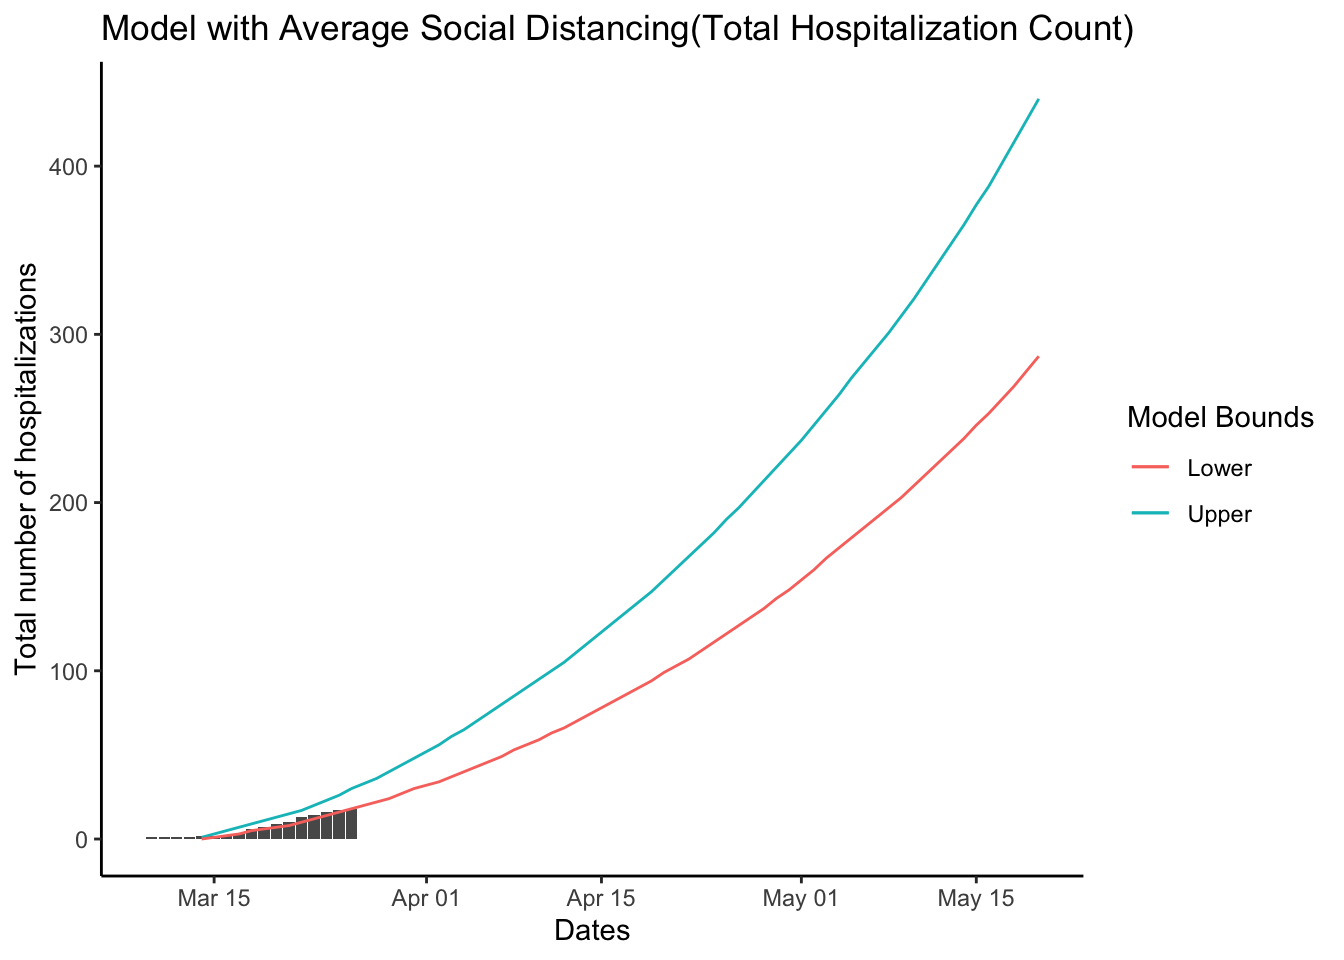 Model with Average Social Distancing(Total Hospitalization Count)
Total number of hospitalizations
400
300
200
100
0
Mar 15
Apr 01
Apr 15
May 01
May 15
Dates
Model Bounds
Lower
Upper